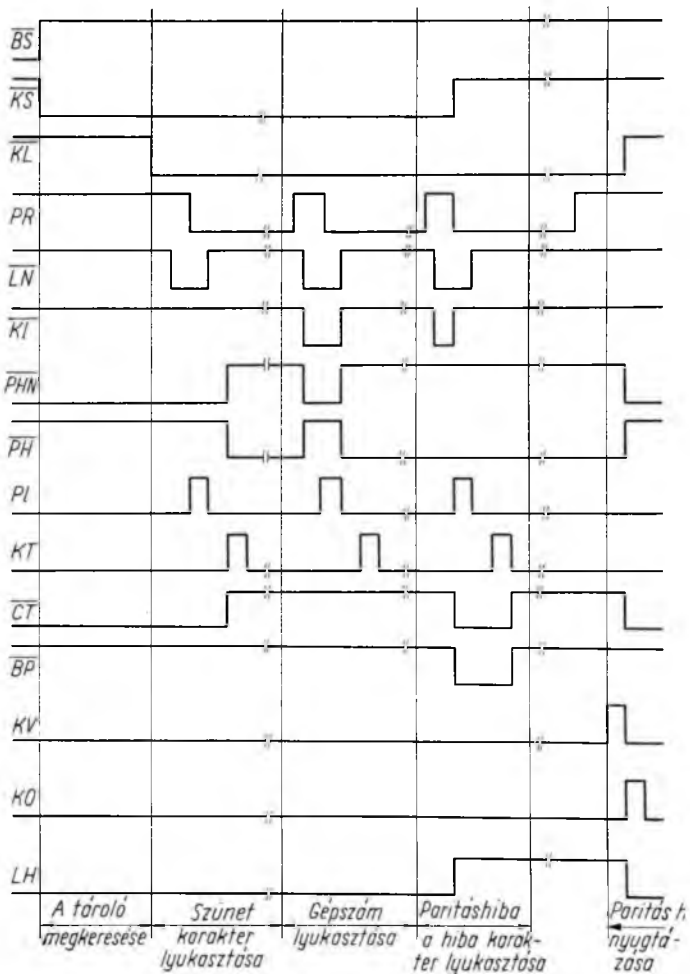 BS
KS
KL
PR
LN
KI
PHN
PH
PI
KT
CT
BP
KV
KO
LH
A tároló
megkeresése
Szünet
karakter
lyukasztása
Gépszám
lyukasztása
Paritáshiba
a hiba karak-
ter lyukasztása
Paritás h
nyugtá-
zása